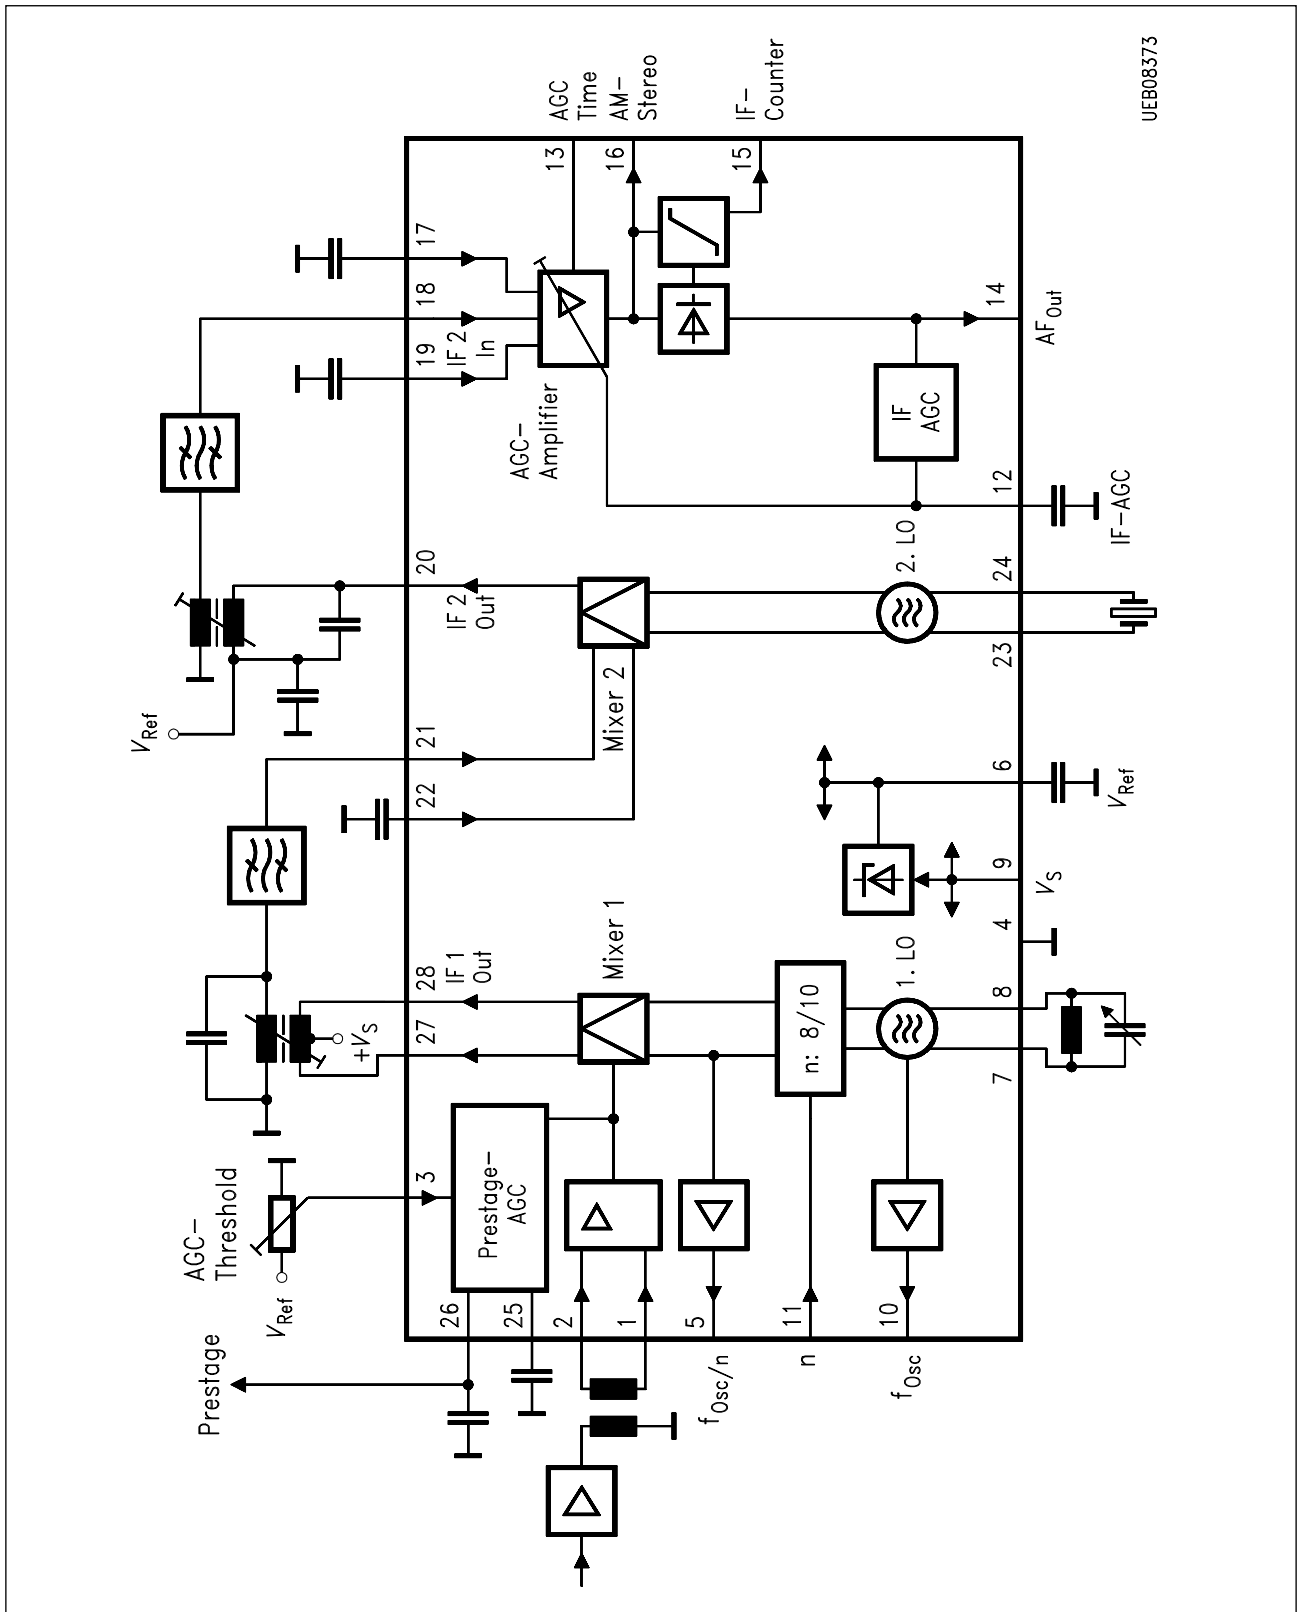 AGC
Time
AM-
Stereo
IF-
Counter
UEB08373
13
16
15
17
18
19
IF 2
In
AGC-
Amplifier
IF
AGC
14
AF Out
12
IF-AGC
20
IF 2
Out
Mixer 2
2. LO
24
23
V Ref
21
22
6
V Ref
9
V S
4
28
IF 1
Out
27
+V S
Mixer 1
n: 8/10
1. LO
8
7
AGC-
Threshold
V Ref
3
Prestage-
AGC
Prestage
26
25
2
1
5
11
10
f Osc/n
n
f Osc